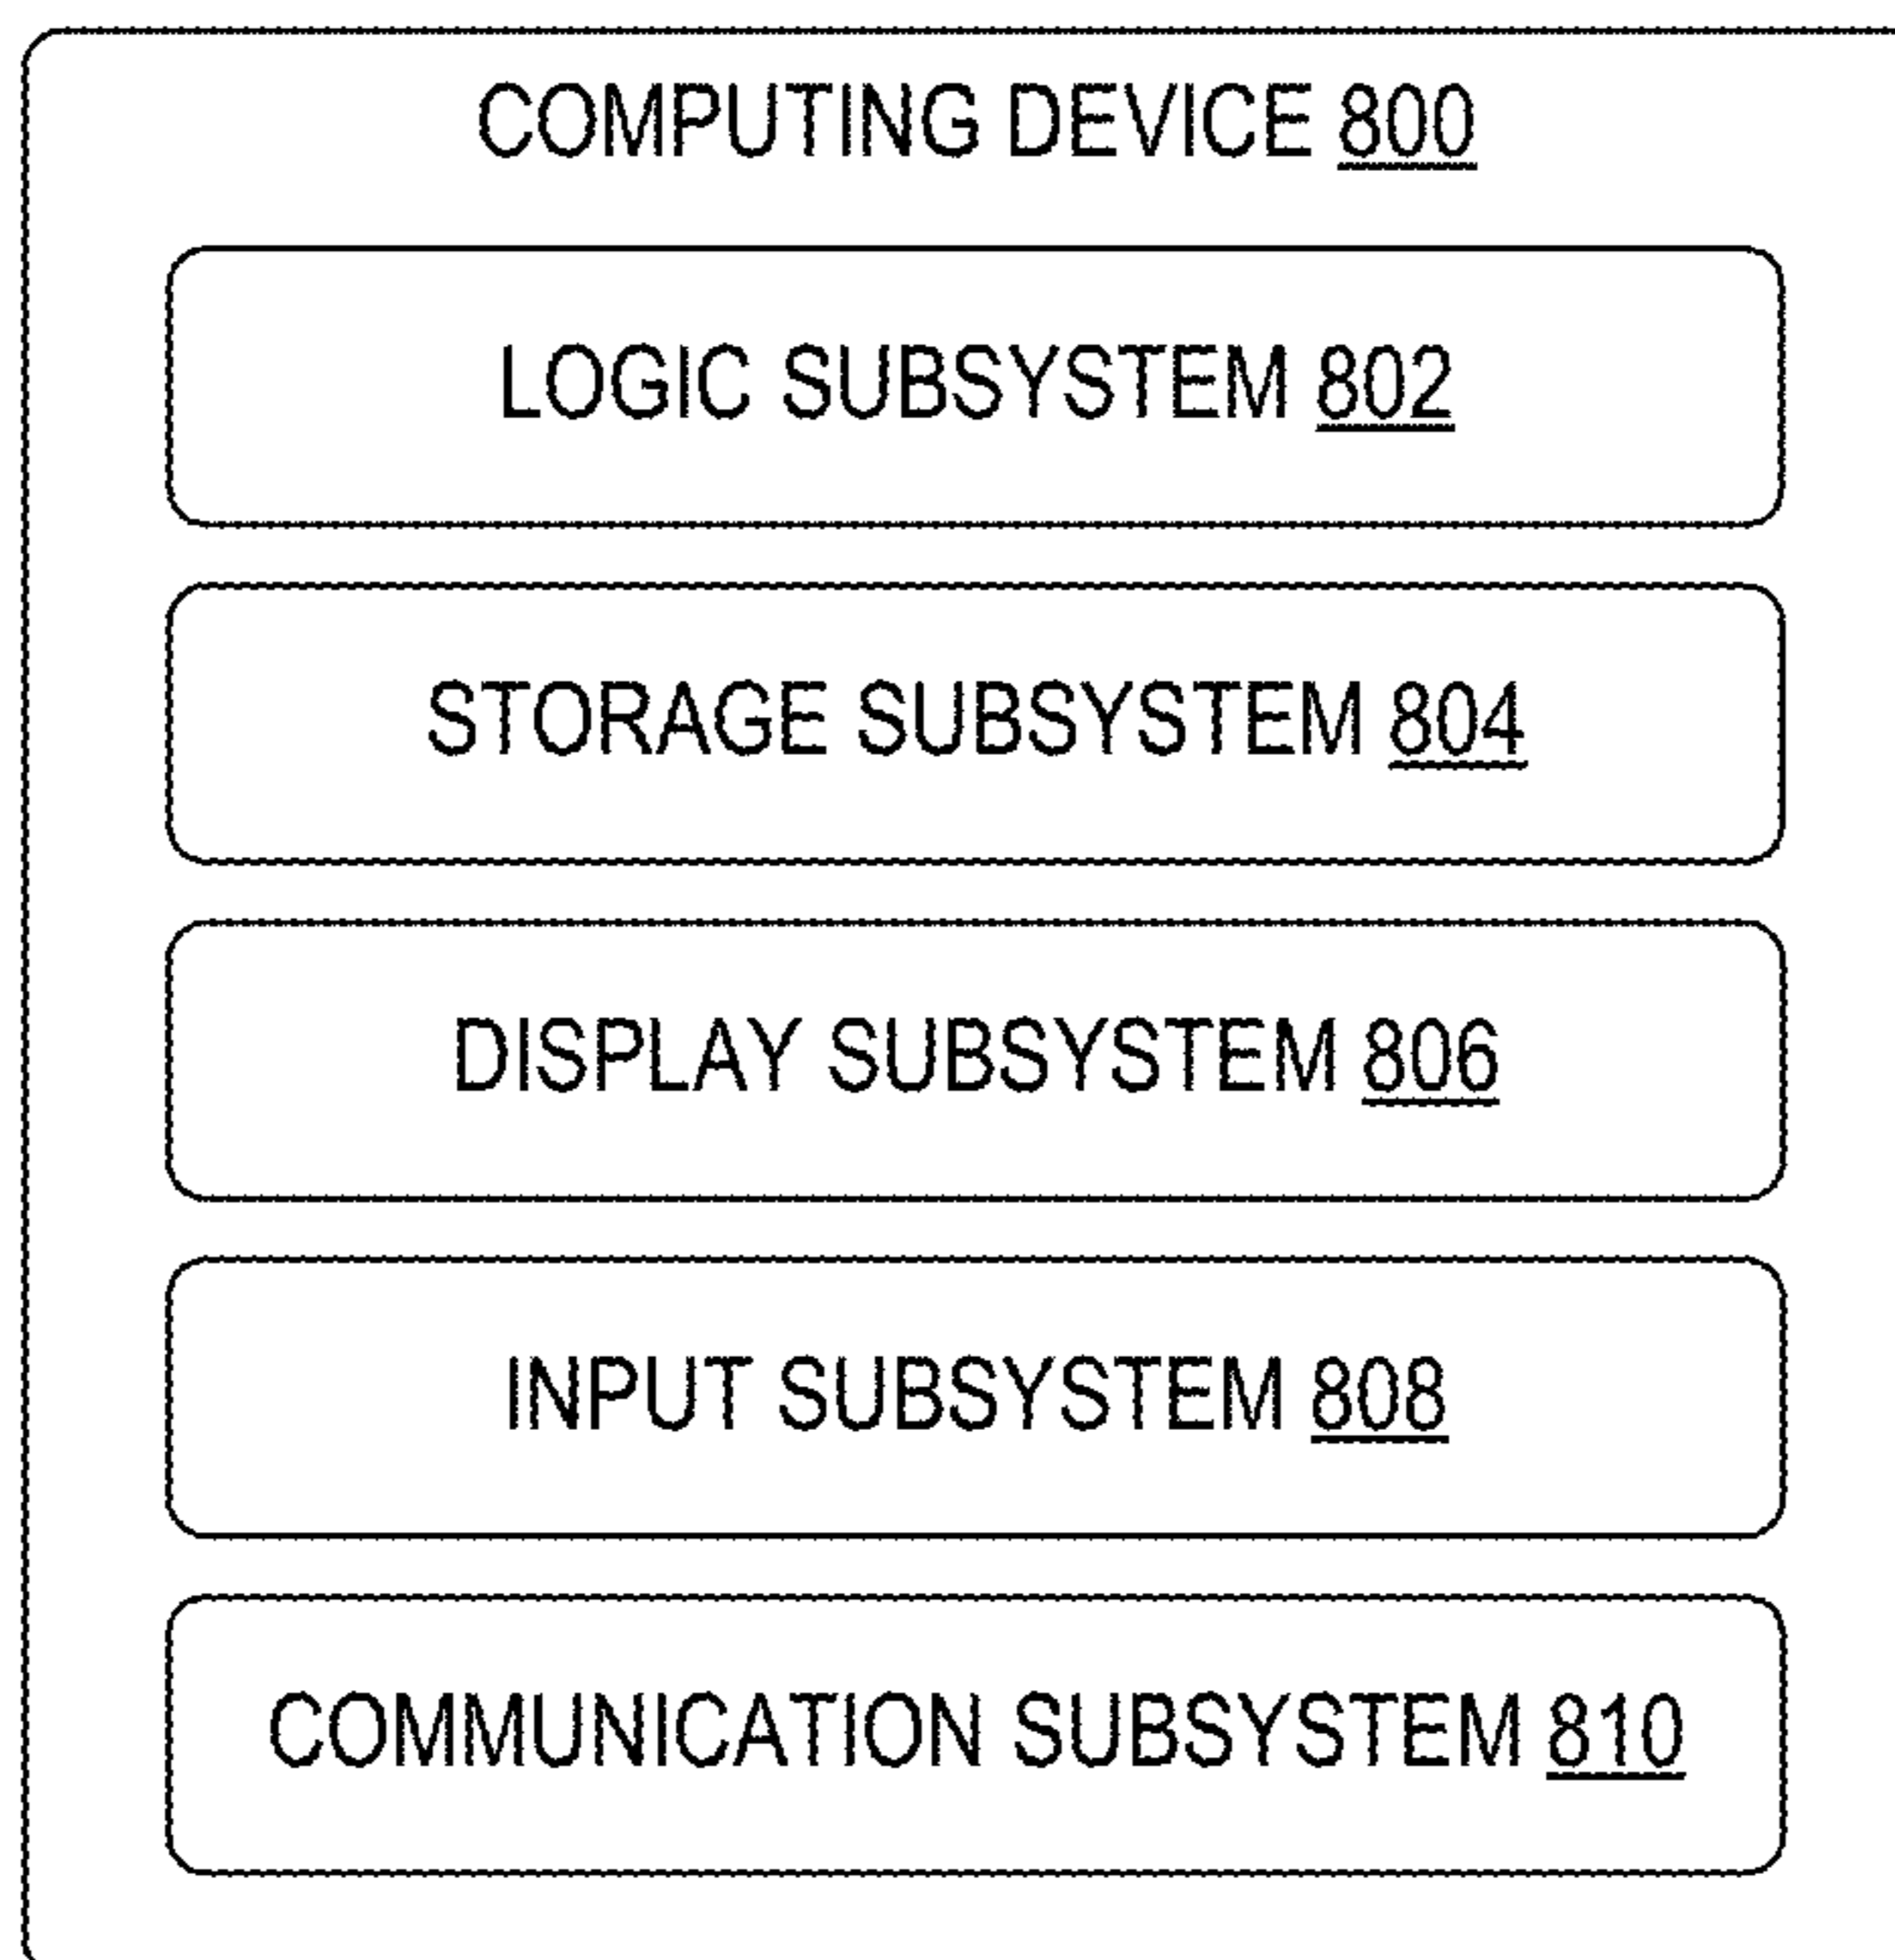 COMPUTING DEVICE 800
LOGIC SUBSYSTEM 802
STORAGE SUBSYSTEM 804
DISPLAY SUBSYSTEM 806
INPUT SUBSYSTEM 808
COMMUNICATION SUBSYSTEM 810